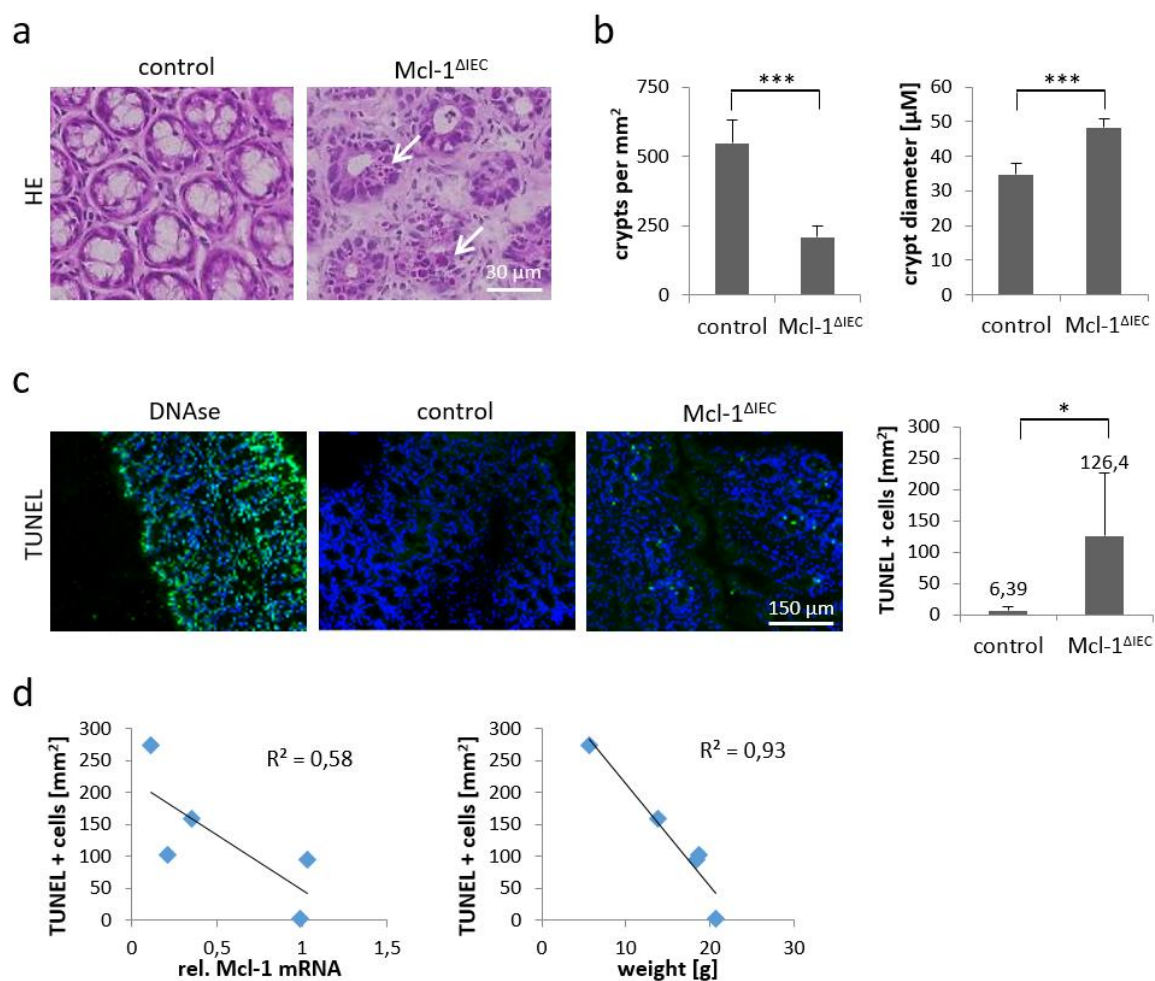 a
control
Mcl-1ΔIEC
HE
30 µm
b
750
500
250
0
crypts per mm²
***
control
Mcl-1ΔIEC
60
50
40
30
20
10
0
crypt diameter [µM]
***
control
Mcl-1ΔIEC
c
DNAse
control
Mcl-1ΔIEC
TUNEL
150 µm
300
250
200
150
100
50
0
TUNEL + cells [mm²]
*
6,39
126,4
control
Mcl-1ΔIEC
d
300
250
200
150
100
50
0
TUNEL + cells [mm²]
R² = 0,58
0
0,5
1
1,5
rel. Mcl-1 mRNA
300
250
200
150
100
50
0
TUNEL + cells [mm²]
R² = 0,93
0
10
20
30
weight [g]